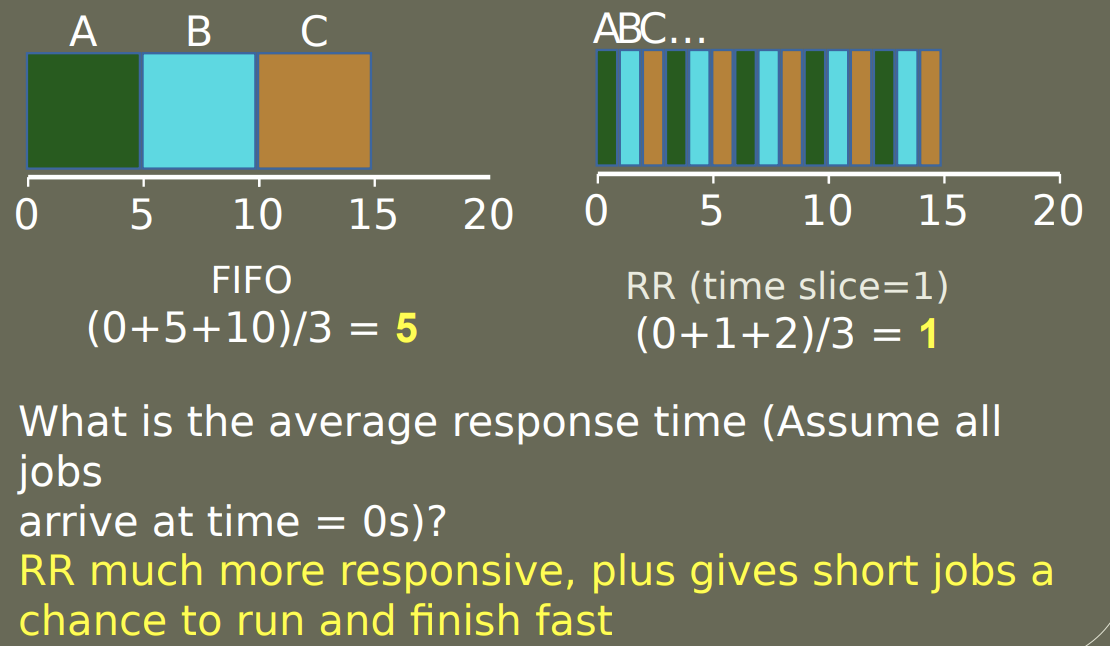 A B C
0 5 10 15 20
FIFO
(0+5+10)/3 = 5
ABC...
0 5 10 15 20
RR (time slice=1)
(0+1+2)/3 = 1
What is the average response time (Assume all
jobs
arrive at time = 0s)?
RR much more responsive, plus gives short jobs a
chance to run and finish fast